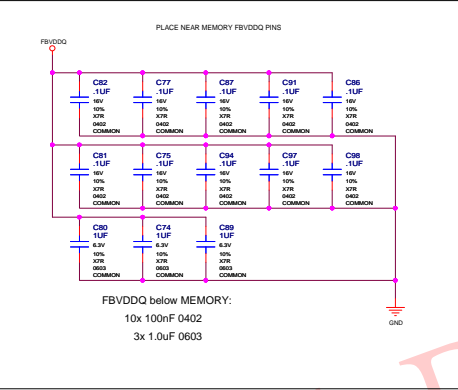 PLACE NEAR MEMORY FBVDDQ PINS
FBVDDQ
C82 C77 C87 C91 C86
.1UF .1UF .1UF .1UF .1UF
16V 16V 16V 16V 16V
10% 10% 10% 10% 10%
X7R X7R X7R X7R X7R
0402 0402 0402 0402 0402
COMMON COMMON COMMON COMMON COMMON
C81 C75 C94 C97 C98
.1UF .1UF .1UF .1UF .1UF
16V 16V 16V 16V 16V
10% 10% 10% 10% 10%
X7R X7R X7R X7R X7R
0402 0402 0402 0402 0402
COMMON COMMON COMMON COMMON COMMON
C80 C74 C89
1UF 1UF 1UF
6.3V 6.3V 6.3V
10% 10% 10%
X7R X7R X7R
0603 0603 0603
COMMON COMMON COMMON
FBVDDQ below MEMORY:
10x 100nF 0402
3x 1.0uF 0603
GND